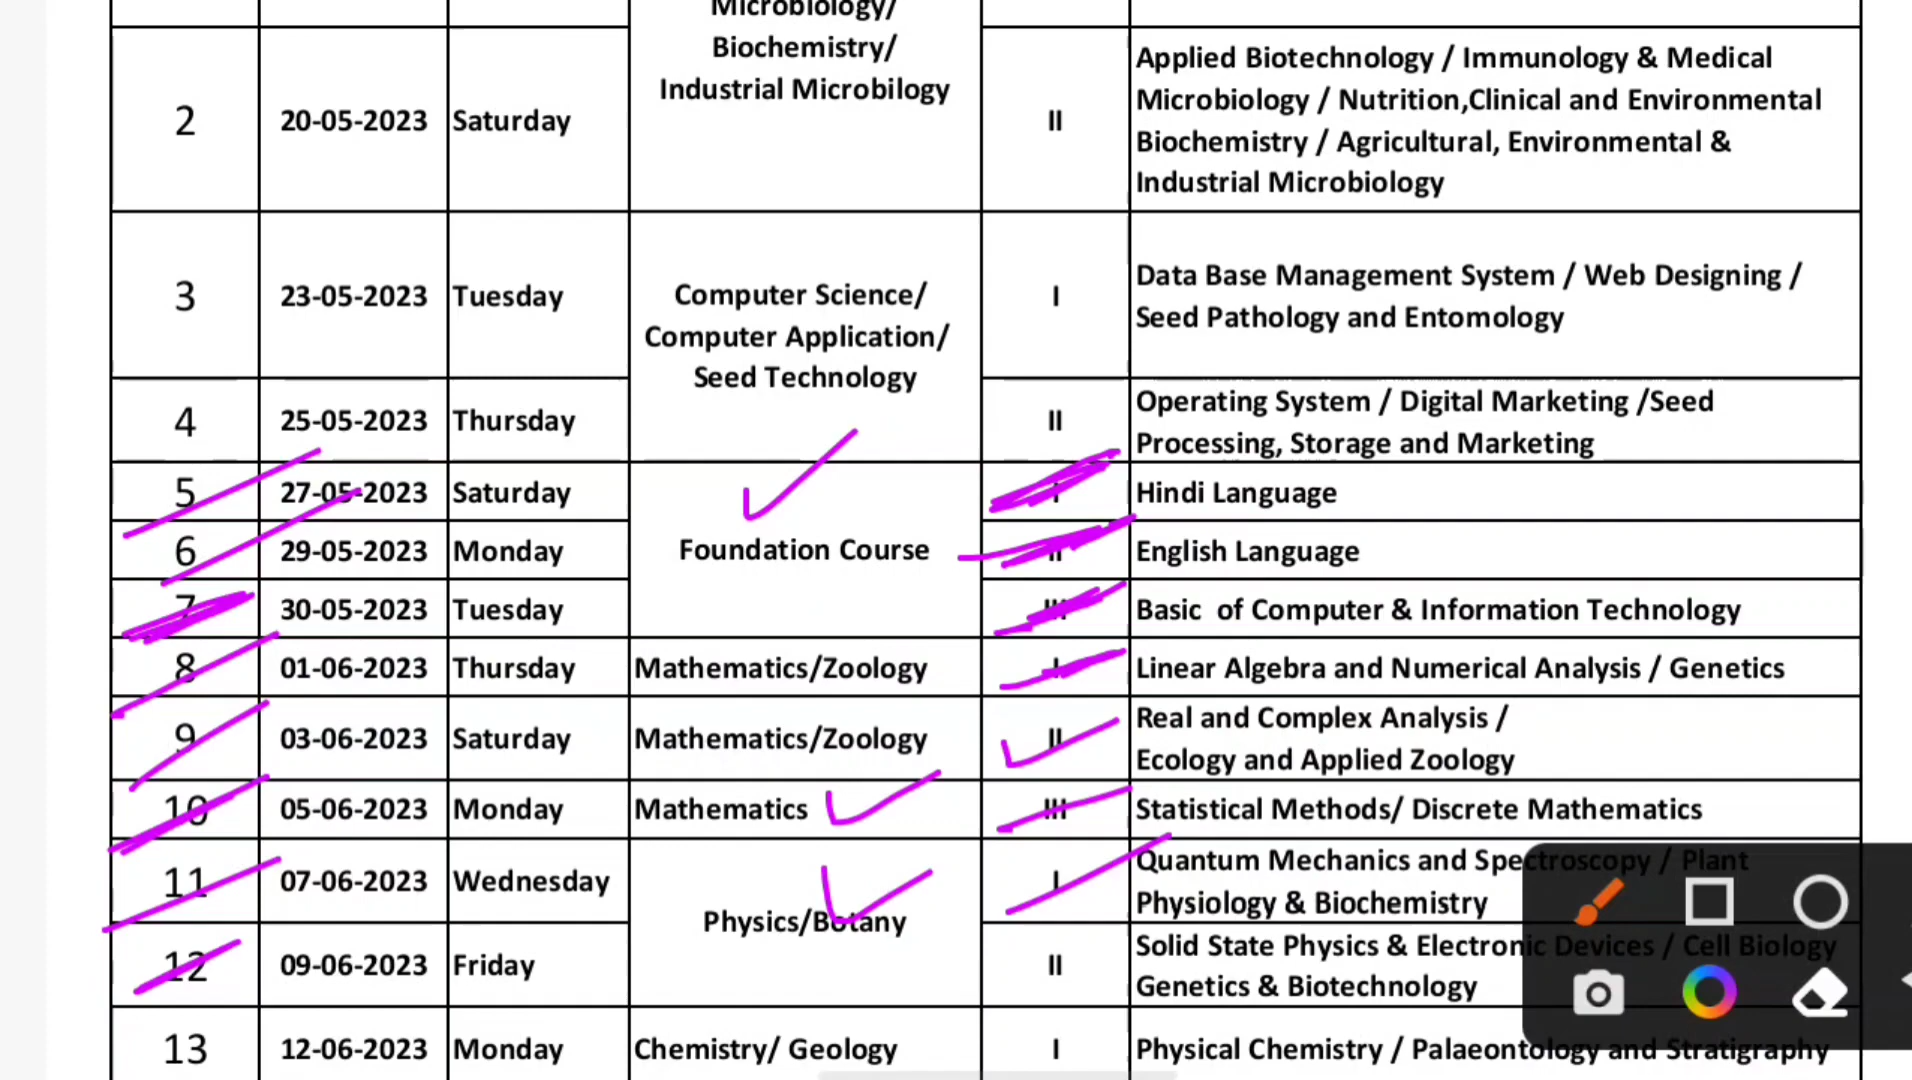 Microbiology/
Biochemistry/
Industrial Microbilogy
2 20-05-2023 Saturday II
Applied Biotechnology / Immunology & Medical
Microbiology / Nutrition,Clinical and Environmental
Biochemistry / Agricultural, Environmental &
Industrial Microbiology
3 23-05-2023 Tuesday I
Computer Science/
Computer Application/
Seed Technology
Data Base Management System / Web Designing /
Seed Pathology and Entomology
4 25-05-2023 Thursday II
Operating System / Digital Marketing /Seed
Processing, Storage and Marketing
5 27-05-2023 Saturday I Hindi Language
6 29-05-2023 Monday Foundation Course II English Language
7 30-05-2023 Tuesday III Basic of Computer & Information Technology
8 01-06-2023 Thursday Mathematics/Zoology I Linear Algebra and Numerical Analysis / Genetics
9 03-06-2023 Saturday Mathematics/Zoology II
Real and Complex Analysis /
Ecology and Applied Zoology
10 05-06-2023 Monday Mathematics III Statistical Methods/ Discrete Mathematics
11 07-06-2023 Wednesday Physics/Botany I
Quantum Mechanics and Spectroscopy / Plant
Physiology & Biochemistry
12 09-06-2023 Friday II
Solid State Physics & Electronic Devices / Cell Biology
Genetics & Biotechnology
13 12-06-2023 Monday Chemistry/ Geology I Physical Chemistry / Palaeontology and Stratigraphy